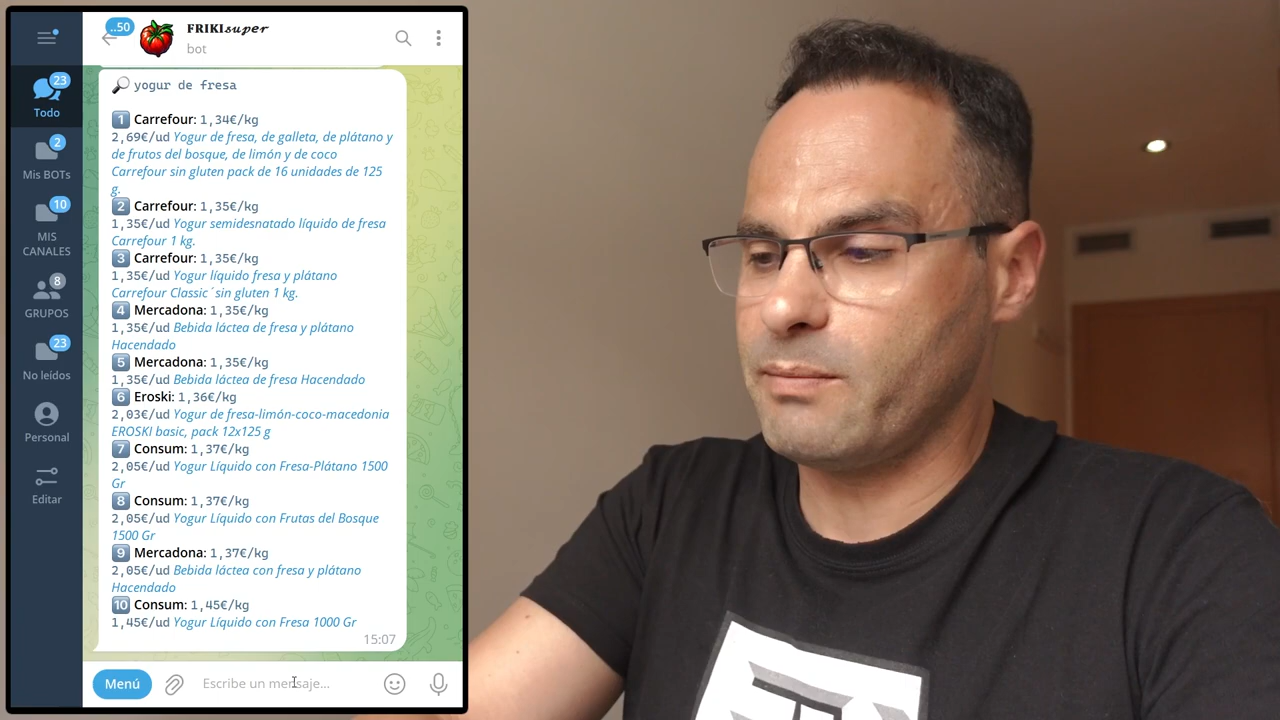 ..50
FRIKIsuper
bot
23
Todo
2
Mis BOTs
10
MIS
CANALES
8
GRUPOS
23
No leídos
Personal
Editar
yogur de fresa
1 Carrefour: 1,34€/kg
2,69€/ud Yogur de fresa, de galleta, de plátano y
de frutos del bosque, de limón y de coco
Carrefour sin gluten pack de 16 unidades de 125
g.
2 Carrefour: 1,35€/kg
1,35€/ud Yogur semidesnatado líquido de fresa
Carrefour 1 kg.
3 Carrefour: 1,35€/kg
1,35€/ud Yogur líquido fresa y plátano
Carrefour Classic´sin gluten 1 kg.
4 Mercadona: 1,35€/kg
1,35€/ud Bebida láctea de fresa y plátano
Hacendado
5 Mercadona: 1,35€/kg
1,35€/ud Bebida láctea de fresa Hacendado
6 Eroski: 1,36€/kg
2,03€/ud Yogur de fresa-limón-coco-macedonia
EROSKI basic, pack 12x125 g
7 Consum: 1,37€/kg
2,05€/ud Yogur Líquido con Fresa-Plátano 1500
Gr
8 Consum: 1,37€/kg
2,05€/ud Yogur Líquido con Frutas del Bosque
1500 Gr
9 Mercadona: 1,37€/kg
2,05€/ud Bebida láctea con fresa y plátano
Hacendado
10 Consum: 1,45€/kg
1,45€/ud Yogur Líquido con Fresa 1000 Gr
15:07
Menú
Escribe un mensaje...